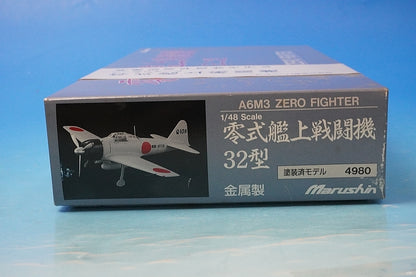 A6M3 ZERO FIGHTER
1/48 Scale
零式艦上戦闘機
32型
塗装済モデル 4980
金属製
Marushin